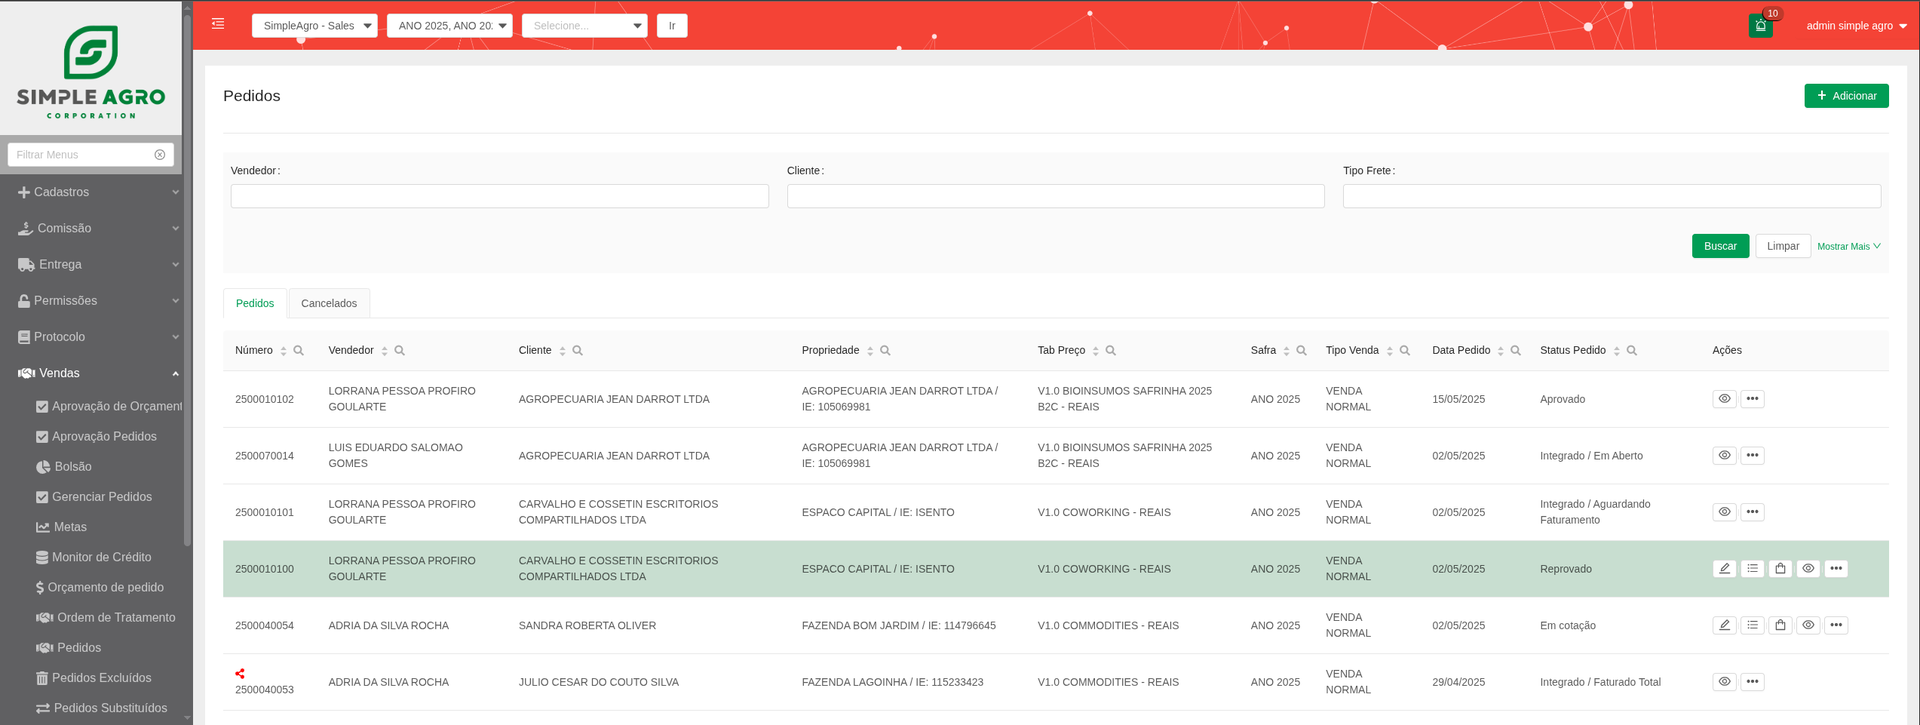 SimpleAgro - Sales
ANO 2025, ANO 20
Selecione...
Ir
10
admin simple agro
SIMPLE AGRO
CORPORATION
Filtrar Menus
Cadastros
Comissão
Entrega
Permissões
Protocolo
Vendas
Aprovação de Orçament
Aprovação Pedidos
Bolsão
Gerenciar Pedidos
Metas
Monitor de Crédito
Orçamento de pedido
Ordem de Tratamento
Pedidos
Pedidos Excluídos
Pedidos Substituídos
Pedidos
+ Adicionar
Vendedor:
Cliente:
Tipo Frete:
Buscar
Limpar
Mostrar Mais
Pedidos
Cancelados
Número Vendedor Cliente Propriedade Tab Preço Safra Tipo Venda Data Pedido Status Pedido Ações
2500010102
LORRANA PESSOA PROFIRO
GOULARTE
AGROPECUARIA JEAN DARROT LTDA
AGROPECUARIA JEAN DARROT LTDA /
IE: 105069981
V1.0 BIOINSUMOS SAFRINHA 2025
B2C - REAIS
ANO 2025
VENDA
NORMAL
15/05/2025
Aprovado
2500070014
LUIS EDUARDO SALOMAO
GOMES
AGROPECUARIA JEAN DARROT LTDA
AGROPECUARIA JEAN DARROT LTDA /
IE: 105069981
V1.0 BIOINSUMOS SAFRINHA 2025
B2C - REAIS
ANO 2025
VENDA
NORMAL
02/05/2025
Integrado / Em Aberto
2500010101
LORRANA PESSOA PROFIRO
GOULARTE
CARVALHO E COSSETIN ESCRITORIOS
COMPARTILHADOS LTDA
ESPACO CAPITAL / IE: ISENTO
V1.0 COWORKING - REAIS
ANO 2025
VENDA
NORMAL
02/05/2025
Integrado / Aguardando
Faturamento
2500010100
LORRANA PESSOA PROFIRO
GOULARTE
CARVALHO E COSSETIN ESCRITORIOS
COMPARTILHADOS LTDA
ESPACO CAPITAL / IE: ISENTO
V1.0 COWORKING - REAIS
ANO 2025
VENDA
NORMAL
02/05/2025
Reprovado
2500040054
ADRIA DA SILVA ROCHA
SANDRA ROBERTA OLIVER
FAZENDA BOM JARDIM / IE: 114796645
V1.0 COMMODITIES - REAIS
ANO 2025
VENDA
NORMAL
02/05/2025
Em cotação
2500040053
ADRIA DA SILVA ROCHA
JULIO CESAR DO COUTO SILVA
FAZENDA LAGOINHA / IE: 115233423
V1.0 COMMODITIES - REAIS
ANO 2025
VENDA
NORMAL
29/04/2025
Integrado / Faturado Total